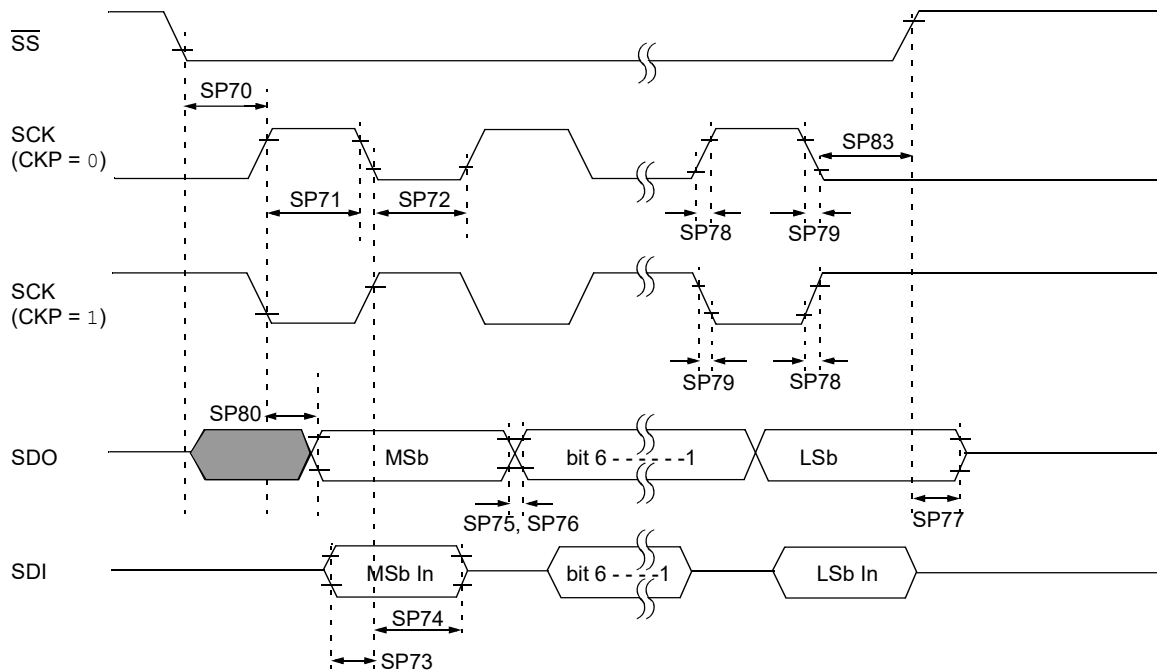 SS
SP70
SCK
(CKP = 0)
SP83
SP71
SP72
SP78
SP79
SCK
(CKP = 1)
SP79
SP78
SP80
SDO
MSb
bit 6 - - - - - -1
LSb
SP75, SP76
SP77
SDI
MSb In
bit 6 - - - -1
LSb In
SP74
SP73